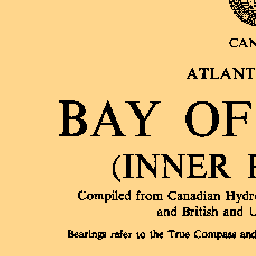 CAN
ATLANT
BAY OF
(INNER
Compiled from Canadian Hydro
and British and U
Bearings refer to the True Compass and